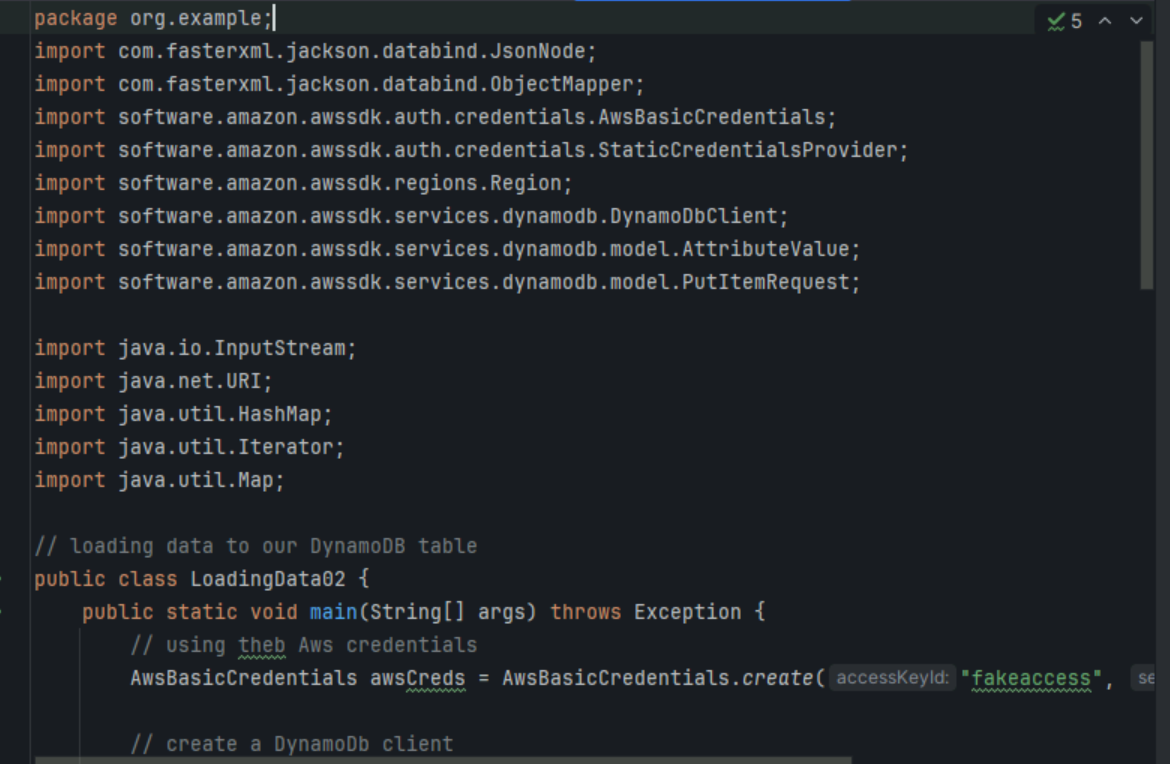 package org.example;
5
import com.fasterxml.jackson.databind.JsonNode;
import com.fasterxml.jackson.databind.ObjectMapper;
import software.amazon.awssdk.auth.credentials.AwsBasicCredentials;
import software.amazon.awssdk.auth.credentials.StaticCredentialsProvider;
import software.amazon.awssdk.regions.Region;
import software.amazon.awssdk.services.dynamodb.DynamoDbClient;
import software.amazon.awssdk.services.dynamodb.model.AttributeValue;
import software.amazon.awssdk.services.dynamodb.model.PutItemRequest;
import java.io.InputStream;
import java.net.URI;
import java.util.HashMap;
import java.util.Iterator;
import java.util.Map;
// loading data to our DynamoDB table
public class LoadingData02 {
public static void main(String[] args) throws Exception {
// using theb Aws credentials
AwsBasicCredentials awsCreds = AwsBasicCredentials.create( accessKeyId: "fakeaccess", se
// create a DynamoDb client